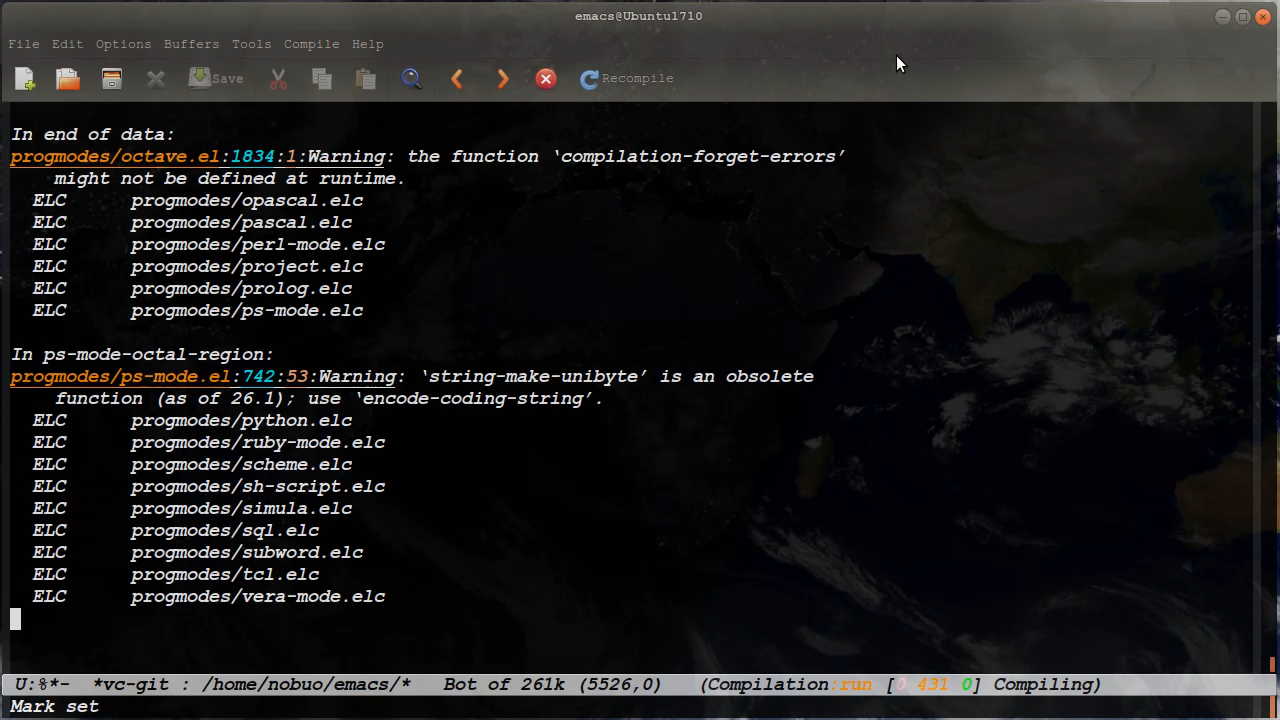 emacs@Ubuntu1710
File Edit Options Buffers Tools Compile Help
Save Recompile
In end of data:
progmodes/octave.el:1834:1:Warning: the function ‘compilation-forget-errors’
might not be defined at runtime.
ELC progmodes/opascal.elc
ELC progmodes/pascal.elc
ELC progmodes/perl-mode.elc
ELC progmodes/project.elc
ELC progmodes/prolog.elc
ELC progmodes/ps-mode.elc
In ps-mode-octal-region:
progmodes/ps-mode.el:742:53:Warning: ‘string-make-unibyte’ is an obsolete
function (as of 26.1); use ‘encode-coding-string’.
ELC progmodes/python.elc
ELC progmodes/ruby-mode.elc
ELC progmodes/scheme.elc
ELC progmodes/sh-script.elc
ELC progmodes/simula.elc
ELC progmodes/sql.elc
ELC progmodes/subword.elc
ELC progmodes/tcl.elc
ELC progmodes/vera-mode.elc
U:%*- *vc-git : /home/nobuo/emacs/* Bot of 261k (5526,0) (Compilation:run [0 431 0] Compiling)
Mark set